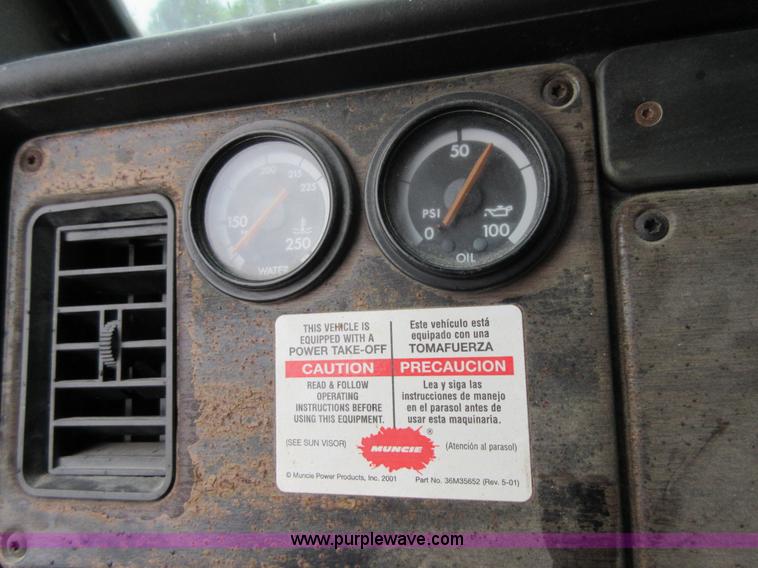 200
215
225
150
250
WATER
50
PSI
0
100
OIL
THIS VEHICLE IS
EQUIPPED WITH A
POWER TAKE-OFF
CAUTION
READ & FOLLOW
OPERATING
INSTRUCTIONS BEFORE
USING THIS EQUIPMENT.
(SEE SUN VISOR)
Este vehículo está
equipado con una
TOMAFUERZA
PRECAUCION
Lea y siga las
instrucciones de manejo
en el parasol antes de
usar esta maquinaria.
(Atención al parasol)
MUNCIE
®
© Muncie Power Products, Inc. 2001
Part No. 36M35652 (Rev. 5-01)
www.purplewave.com